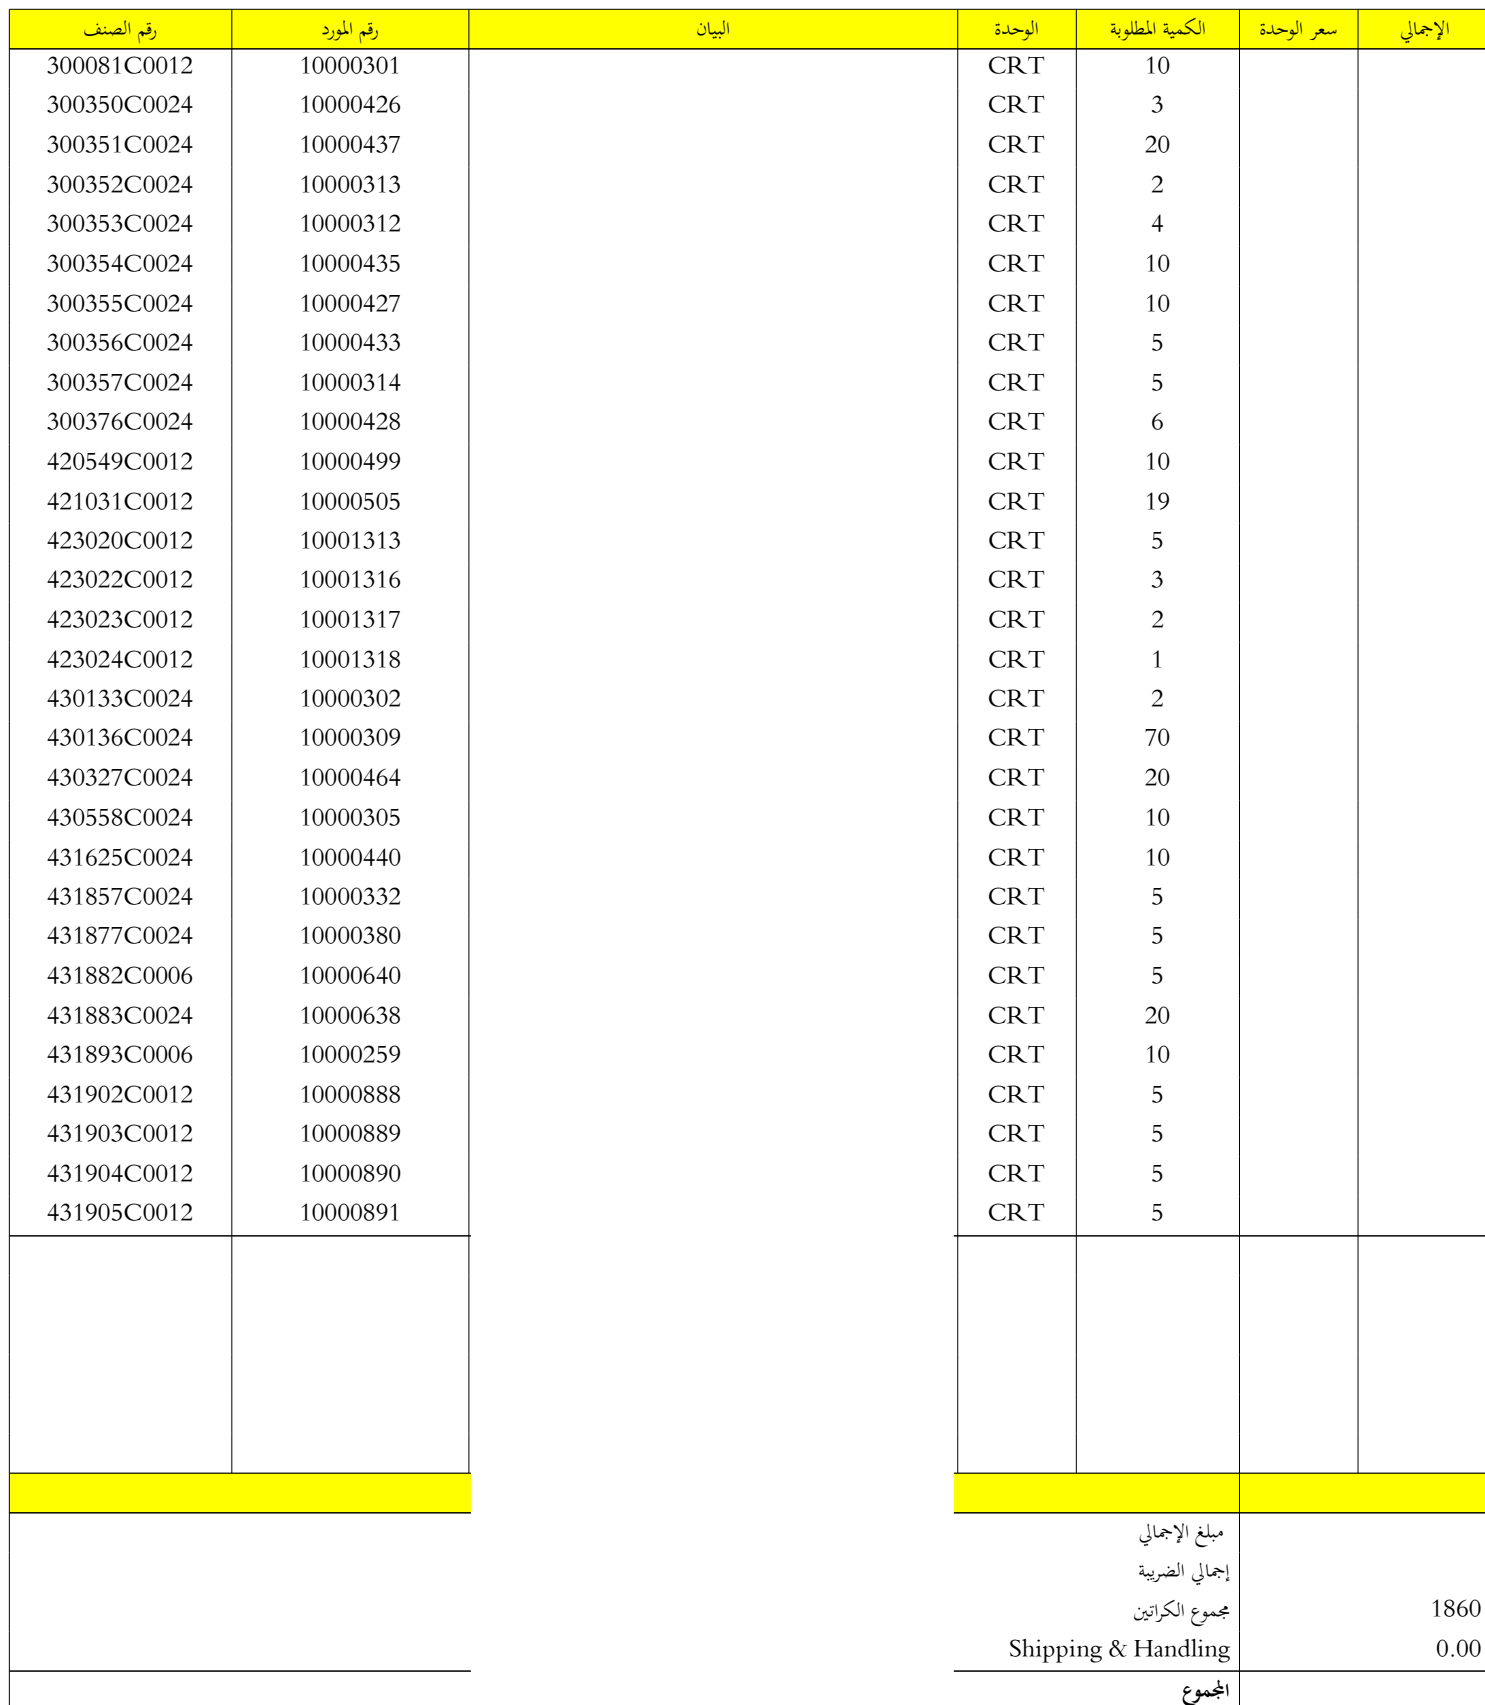 رقم الصنف رقم المورد البيان الوحدة الكمية المطلوبة سعر الوحدة الإجمالي
300081C0012 10000301 CRT 10
300350C0024 10000426 CRT 3
300351C0024 10000437 CRT 20
300352C0024 10000313 CRT 2
300353C0024 10000312 CRT 4
300354C0024 10000435 CRT 10
300355C0024 10000427 CRT 10
300356C0024 10000433 CRT 5
300357C0024 10000314 CRT 5
300376C0024 10000428 CRT 6
420549C0012 10000499 CRT 10
421031C0012 10000505 CRT 19
423020C0012 10001313 CRT 5
423022C0012 10001316 CRT 3
423023C0012 10001317 CRT 2
423024C0012 10001318 CRT 1
430133C0024 10000302 CRT 2
430136C0024 10000309 CRT 70
430327C0024 10000464 CRT 20
430558C0024 10000305 CRT 10
431625C0024 10000440 CRT 10
431857C0024 10000332 CRT 5
431877C0024 10000380 CRT 5
431882C0006 10000640 CRT 5
431883C0024 10000638 CRT 20
431893C0006 10000259 CRT 10
431902C0012 10000888 CRT 5
431903C0012 10000889 CRT 5
431904C0012 10000890 CRT 5
431905C0012 10000891 CRT 5
مبلغ الإجمالي
إجمالي الضريبة
مجموع الكراتين 1860
Shipping & Handling 0.00
المجموع